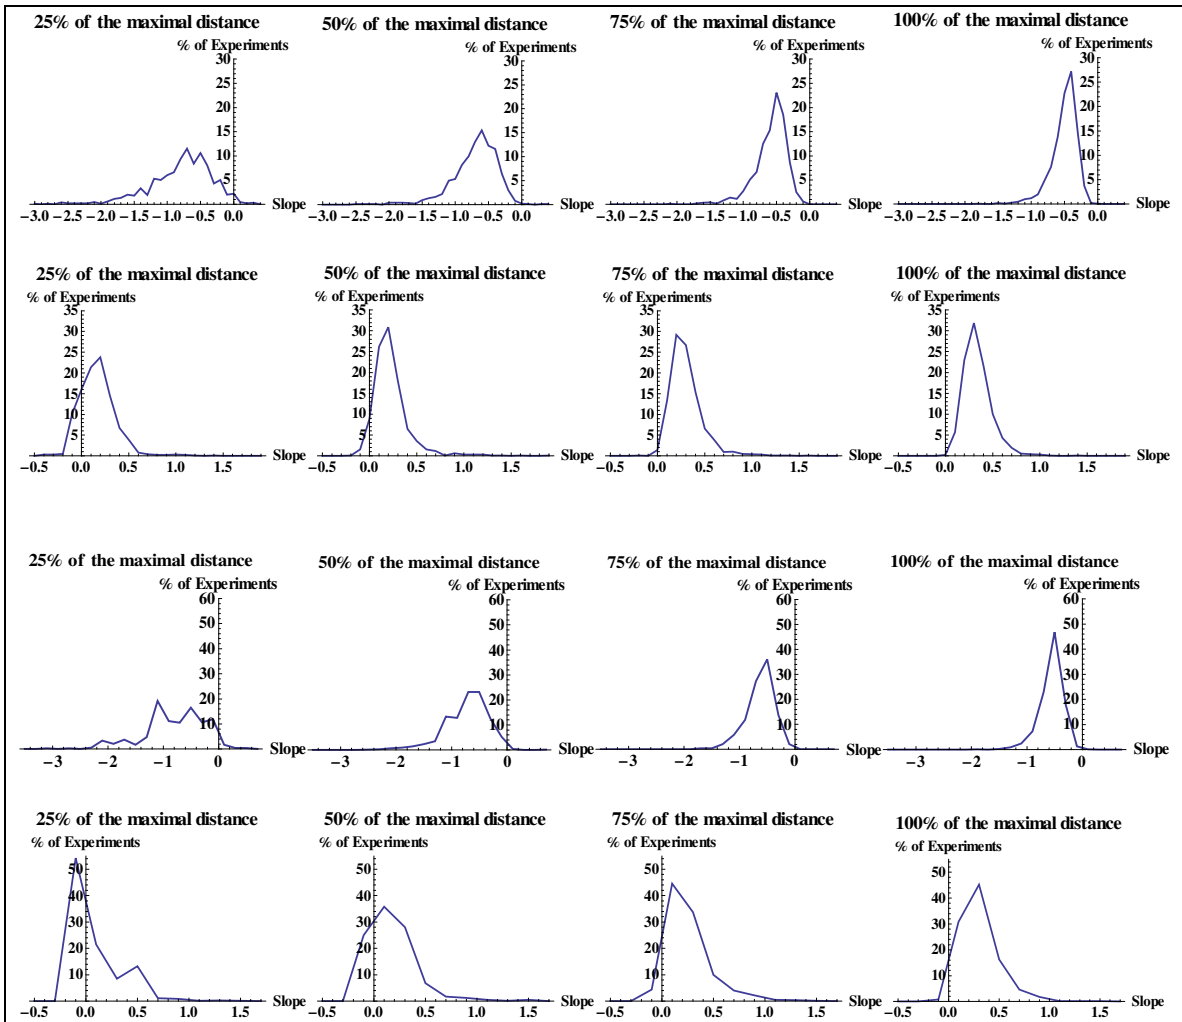 25% of the maximal distance
% of Experiments
30
25
20
15
10
5
−3.0 −2.5 −2.0 −1.5 −1.0 −0.5 0.0 Slope
50% of the maximal distance
% of Experiments
30
25
20
15
10
5
−3.0 −2.5 −2.0 −1.5 −1.0 −0.5 0.0 Slope
75% of the maximal distance
% of Experiments
30
25
20
15
10
5
−3.0 −2.5 −2.0 −1.5 −1.0 −0.5 0.0 Slope
100% of the maximal distance
% of Experiments
30
25
20
15
10
5
−3.0 −2.5 −2.0 −1.5 −1.0 −0.5 0.0 Slope
25% of the maximal distance
% of Experiments
35
30
25
20
15
10
5
−0.5 0.0 0.5 1.0 1.5 Slope
50% of the maximal distance
% of Experiments
35
30
25
20
15
10
5
−0.5 0.0 0.5 1.0 1.5 Slope
75% of the maximal distance
% of Experiments
35
30
25
20
15
10
5
−0.5 0.0 0.5 1.0 1.5 Slope
100% of the maximal distance
% of Experiments
35
30
25
20
15
10
5
−0.5 0.0 0.5 1.0 1.5 Slope
25% of the maximal distance
% of Experiments
60
50
40
30
20
10
−3 −2 −1 0 Slope
50% of the maximal distance
% of Experiments
60
50
40
30
20
10
−3 −2 −1 0 Slope
75% of the maximal distance
% of Experiments
60
50
40
30
20
10
−3 −2 −1 0 Slope
100% of the maximal distance
% of Experiments
60
50
40
30
20
10
−3 −2 −1 0 Slope
25% of the maximal distance
% of Experiments
50
40
30
20
10
−0.5 0.0 0.5 1.0 1.5 Slope
50% of the maximal distance
% of Experiments
50
40
30
20
10
−0.5 0.0 0.5 1.0 1.5 Slope
75% of the maximal distance
% of Experiments
50
40
30
20
10
−0.5 0.0 0.5 1.0 1.5 Slope
100% of the maximal distance
% of Experiments
50
40
30
20
10
−0.5 0.0 0.5 1.0 1.5 Slope